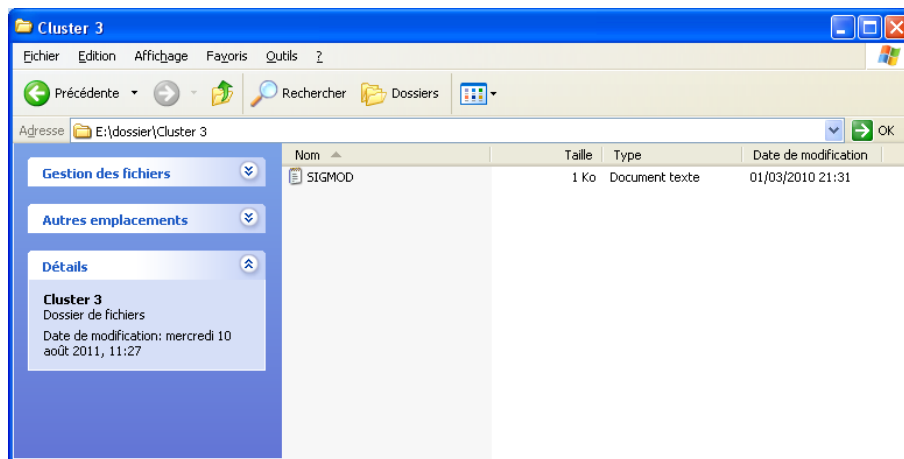 Cluster 3
Fichier Edition Affichage Favoris Outils ?
Précédente Rechercher Dossiers
Adresse E:\dossier\Cluster 3 OK
Gestion des fichiers
Autres emplacements
Détails
Cluster 3
Dossier de fichiers
Date de modification: mercredi 10
août 2011, 11:27
Nom Taille Type Date de modification
SIGMOD 1 Ko Document texte 01/03/2010 21:31